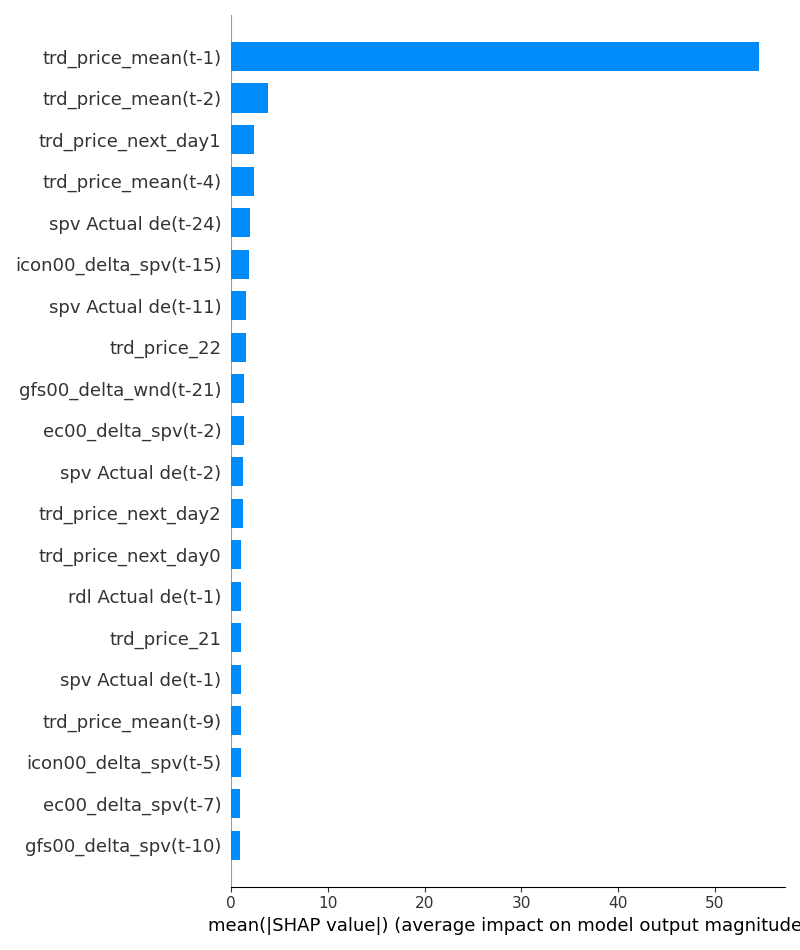 trd_price_mean(t-1)
trd_price_mean(t-2)
trd_price_next_day1
trd_price_mean(t-4)
spv Actual de(t-24)
icon00_delta_spv(t-15)
spv Actual de(t-11)
trd_price_22
gfs00_delta_wnd(t-21)
ec00_delta_spv(t-2)
spv Actual de(t-2)
trd_price_next_day2
trd_price_next_day0
rdl Actual de(t-1)
trd_price_21
spv Actual de(t-1)
trd_price_mean(t-9)
icon00_delta_spv(t-5)
ec00_delta_spv(t-7)
gfs00_delta_spv(t-10)
0 10 20 30 40 50
mean(|SHAP value|) (average impact on model output magnitude